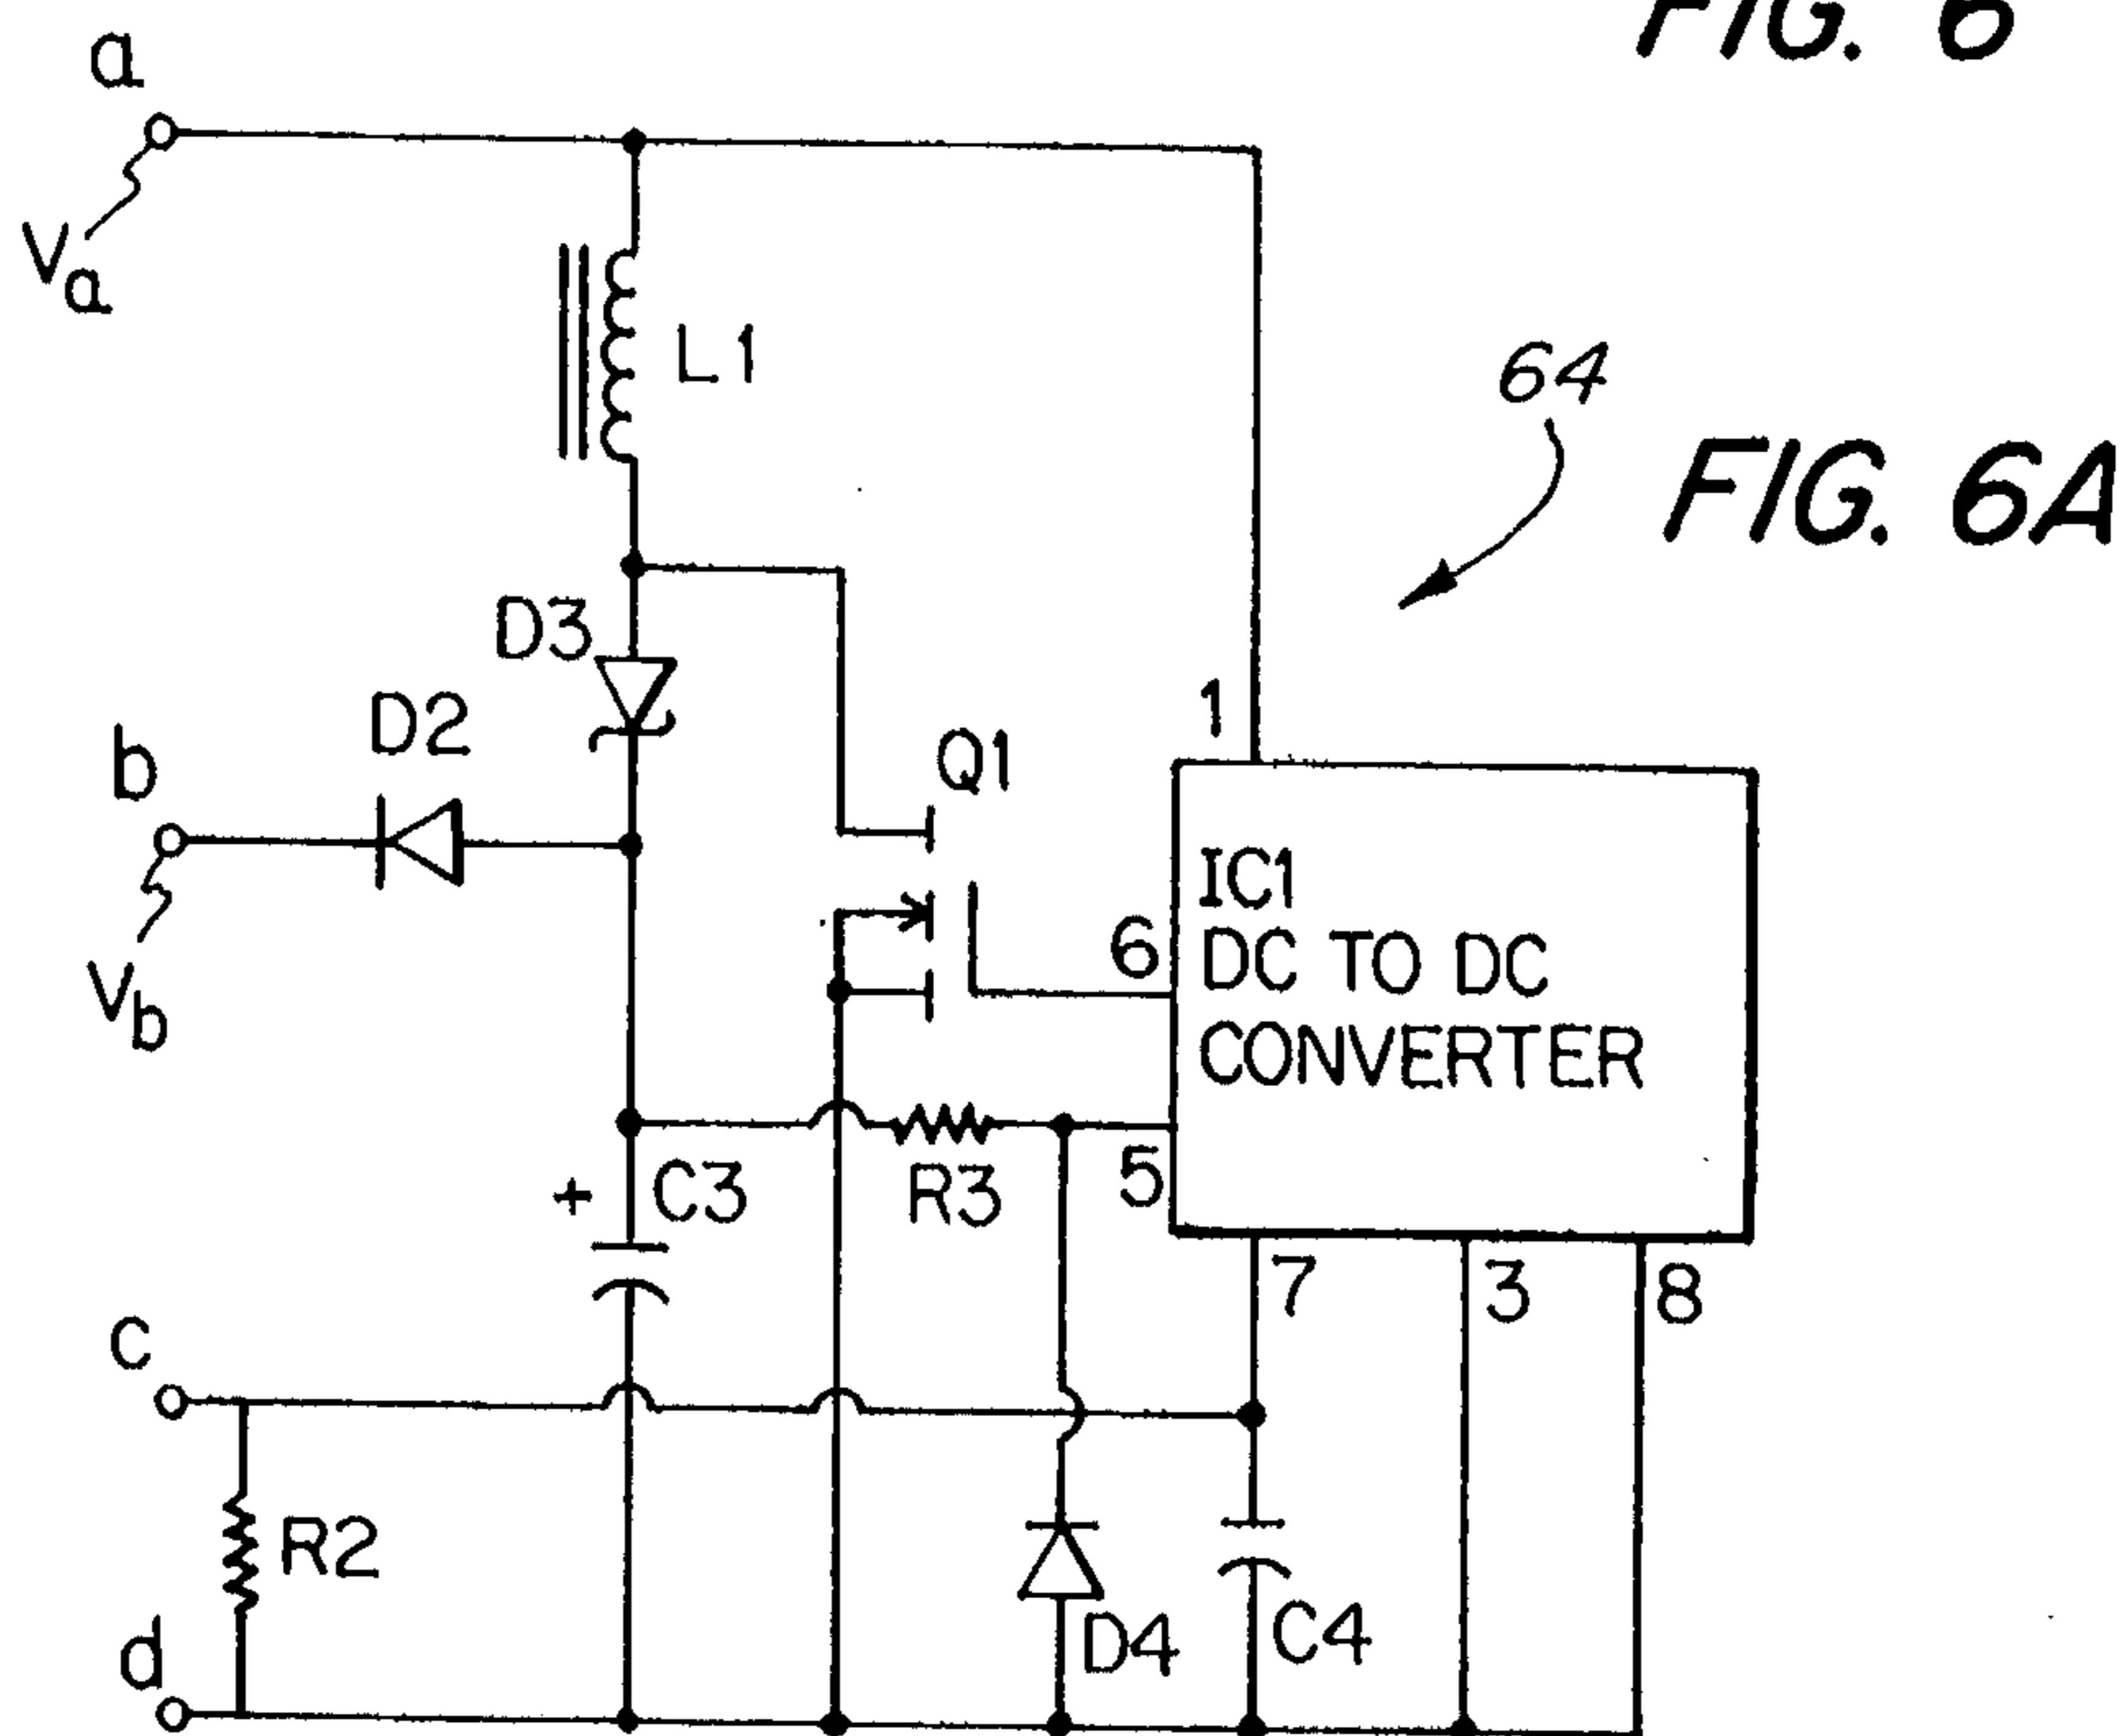 FIG. 6
a
Va
L1
64
FIG. 6A
D3
1
D2
b
Q1
Vb
IC1
DC TO DC
CONVERTER
6
5
R3
+
C3
7
3
8
c
R2
D4
C4
d